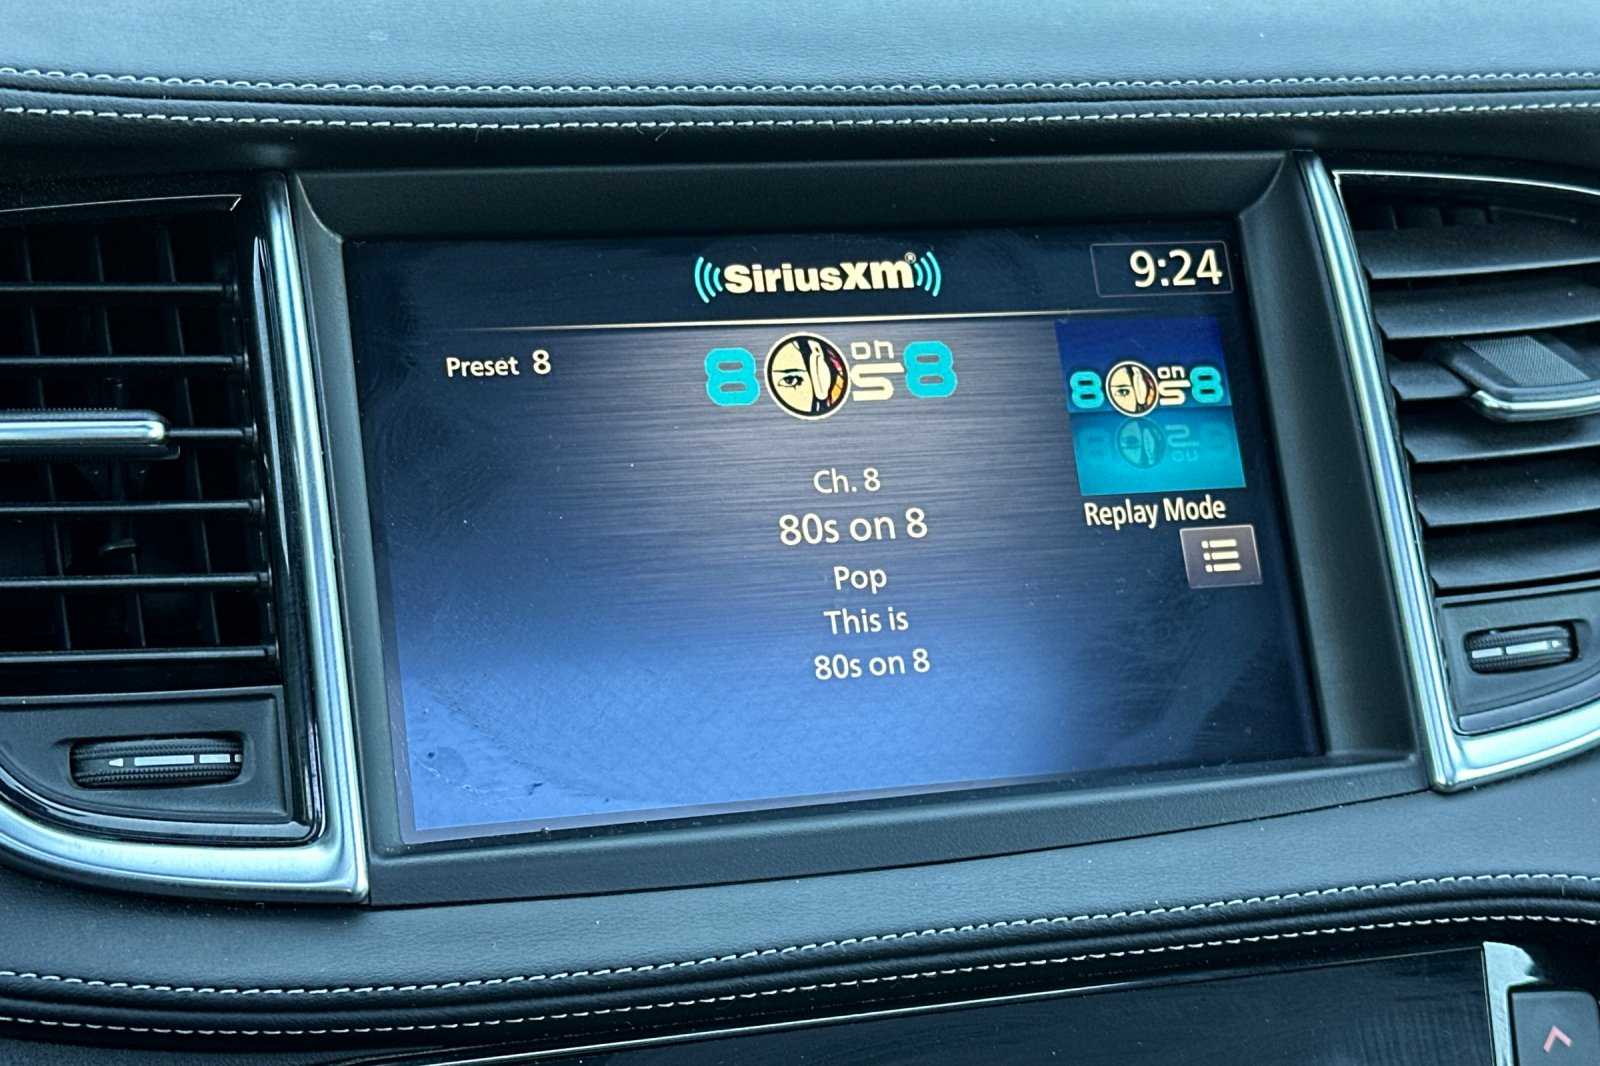 SiriusXM®
9:24
Preset 8
80s on 8
80s on 8
Ch. 8
80s on 8
Pop
This is
80s on 8
Replay Mode